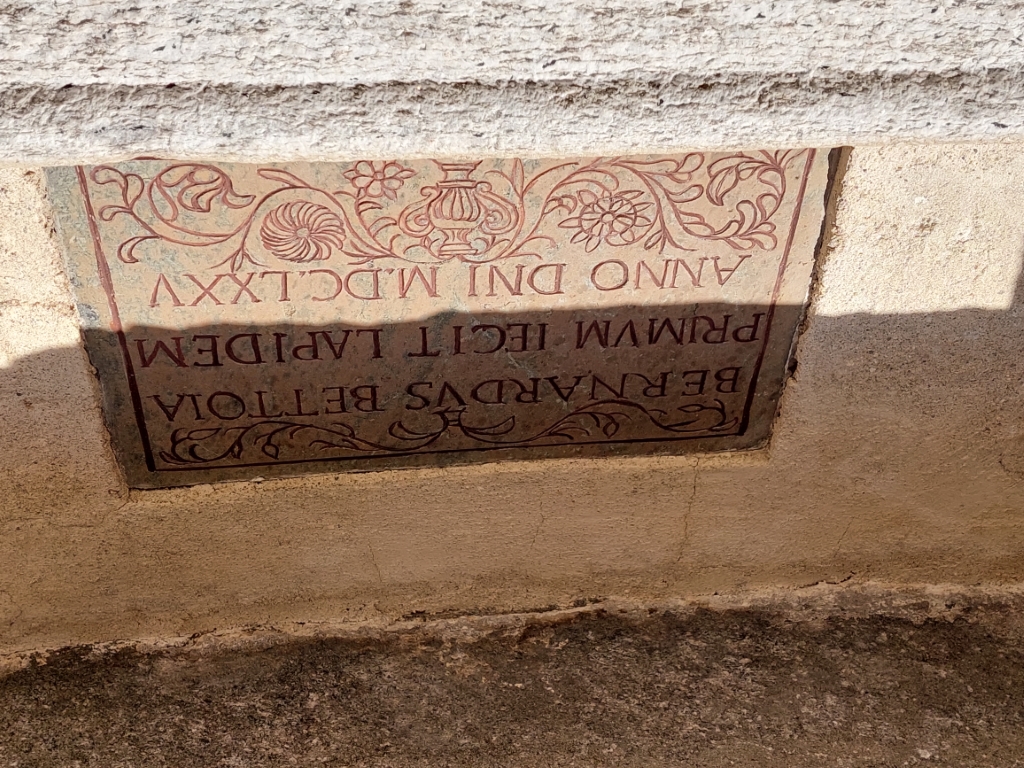 BERNARDVS BETTOIA
PRIMVM IECIT LAPIDEM
ANNO DNI M.DC.LXXV